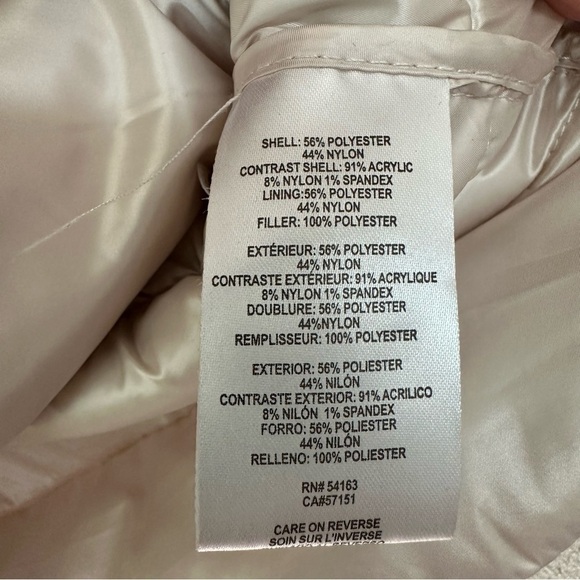 SHELL: 56% POLYESTER
44% NYLON
CONTRAST SHELL: 91% ACRYLIC
8% NYLON 1% SPANDEX
LINING:56% POLYESTER
44% NYLON
FILLER: 100% POLYESTER
EXTÉRIEUR: 56% POLYESTER
44% NYLON
CONTRASTE EXTÉRIEUR: 91% ACRYLIQUE
8% NYLON 1% SPANDEX
DOUBLURE: 56% POLYESTER
44%NYLON
REMPLISSEUR: 100% POLYESTER
EXTERIOR: 56% POLIESTER
44% NILÓN
CONTRASTE EXTERIOR: 91% ACRILICO
8% NILÓN 1% SPANDEX
FORRO: 56% POLIESTER
44% NILÓN
RELLENO: 100% POLIESTER
RN# 54163
CA#57151
CARE ON REVERSE
SOIN SUR L'INVERSE